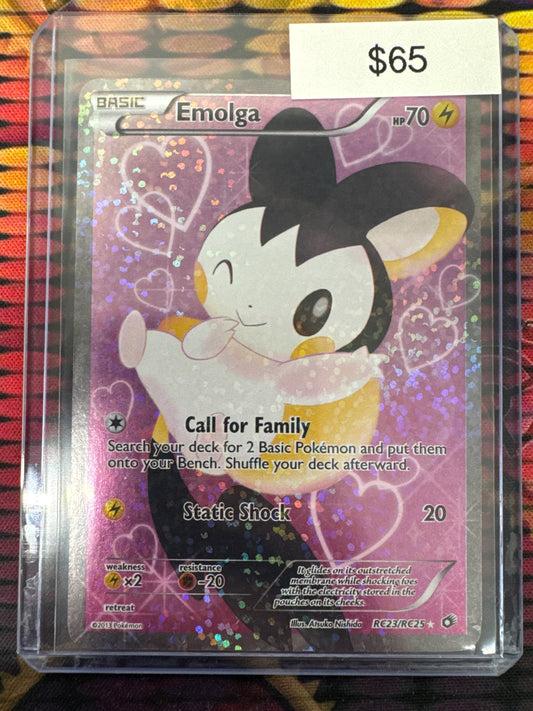 $65
BASIC Emolga HP70
Call for Family
Search your deck for 2 Basic Pokémon and put them
onto your Bench. Shuffle your deck afterward.
Static Shock 20
weakness resistance
×2 -20
retreat
It glides on its outstretched
membrane while shocking foes
with the electricity stored in the
pouches on its cheeks.
©2013 Pokémon Illus. Atsuko Nishida RC23/RC25